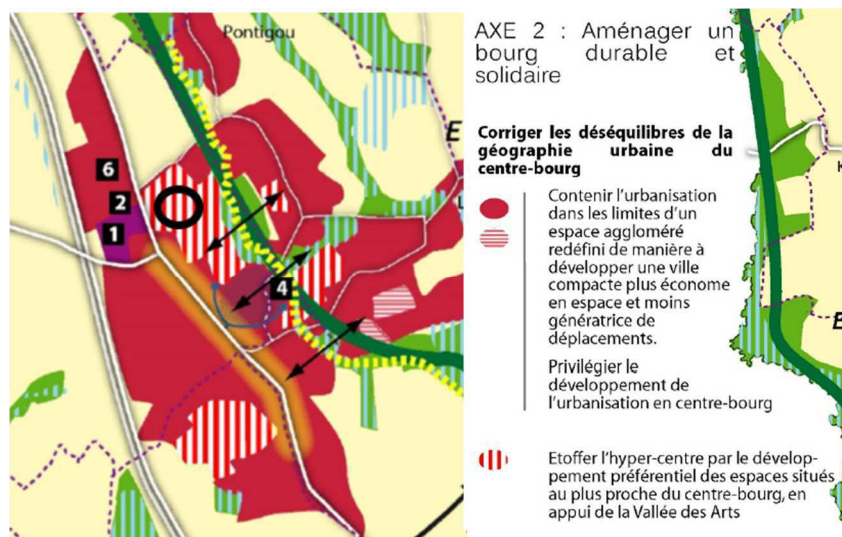 Pontigou
E
6
2
1
4
AXE 2 : Aménager un
bourg durable et
solidaire
Corriger les déséquilibres de la
géographie urbaine du
centre-bourg
Contenir l'urbanisation
dans les limites d'un
espace aggloméré
redéfini de manière à
développer une ville
compacte plus économe
en espace et moins
génératrice de
déplacements.
Privilégier le
développement de
l'urbanisation en centre-bourg
Etoffer l'hyper-centre par le dévelop-
pement préférentiel des espaces situés
au plus proche du centre-bourg, en
appui de la Vallée des Arts
K
E